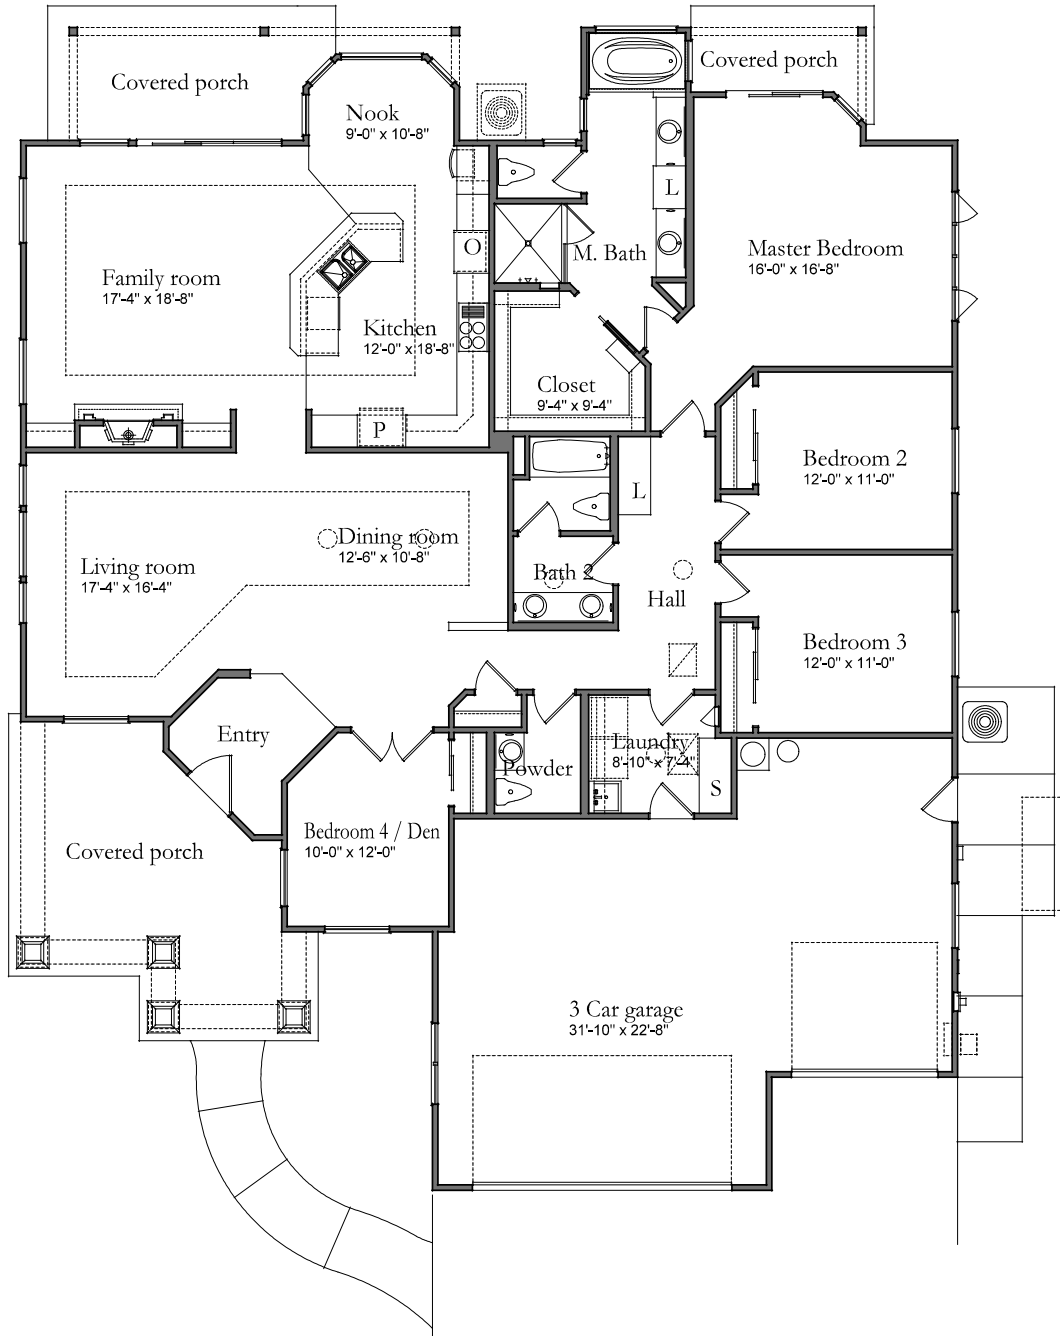 Covered porch
Covered porch
Nook
9'-0" x 10'-8"
L
O
M. Bath
Master Bedroom
16'-0" x 16'-8"
Family room
17'-4" x 18'-8"
Kitchen
12'-0" x 18'-8"
Closet
9'-4" x 9'-4"
P
Bedroom 2
12'-0" x 11'-0"
L
Dining room
12'-6" x 10'-8"
Living room
17'-4" x 16'-4"
Bath 2
Hall
Bedroom 3
12'-0" x 11'-0"
Entry
Laundry
8'-10" x 7'-4"
Powder
S
Bedroom 4 / Den
10'-0" x 12'-0"
Covered porch
3 Car garage
31'-10" x 22'-8"